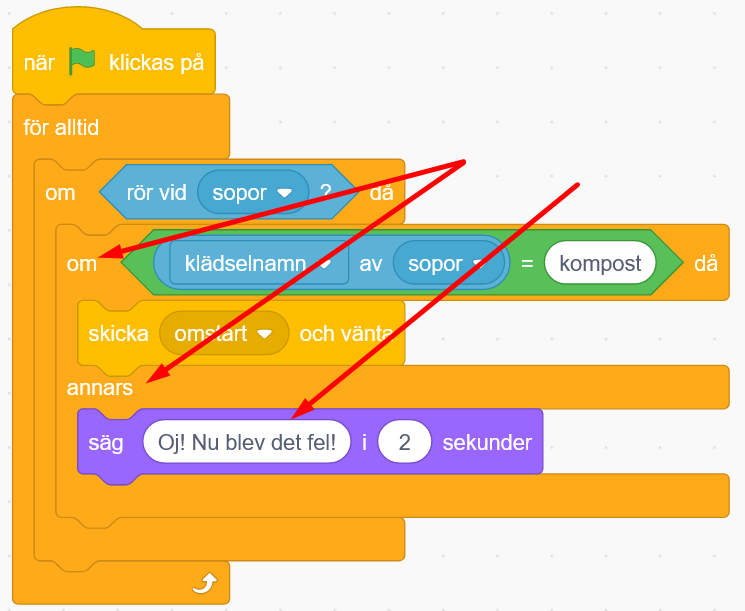 när klickas på
för alltid
om rör vid sopor ? då
om klädselnamn av sopor = kompost då
skicka omstart och vänta
annars
säg Oj! Nu blev det fel! i 2 sekunder